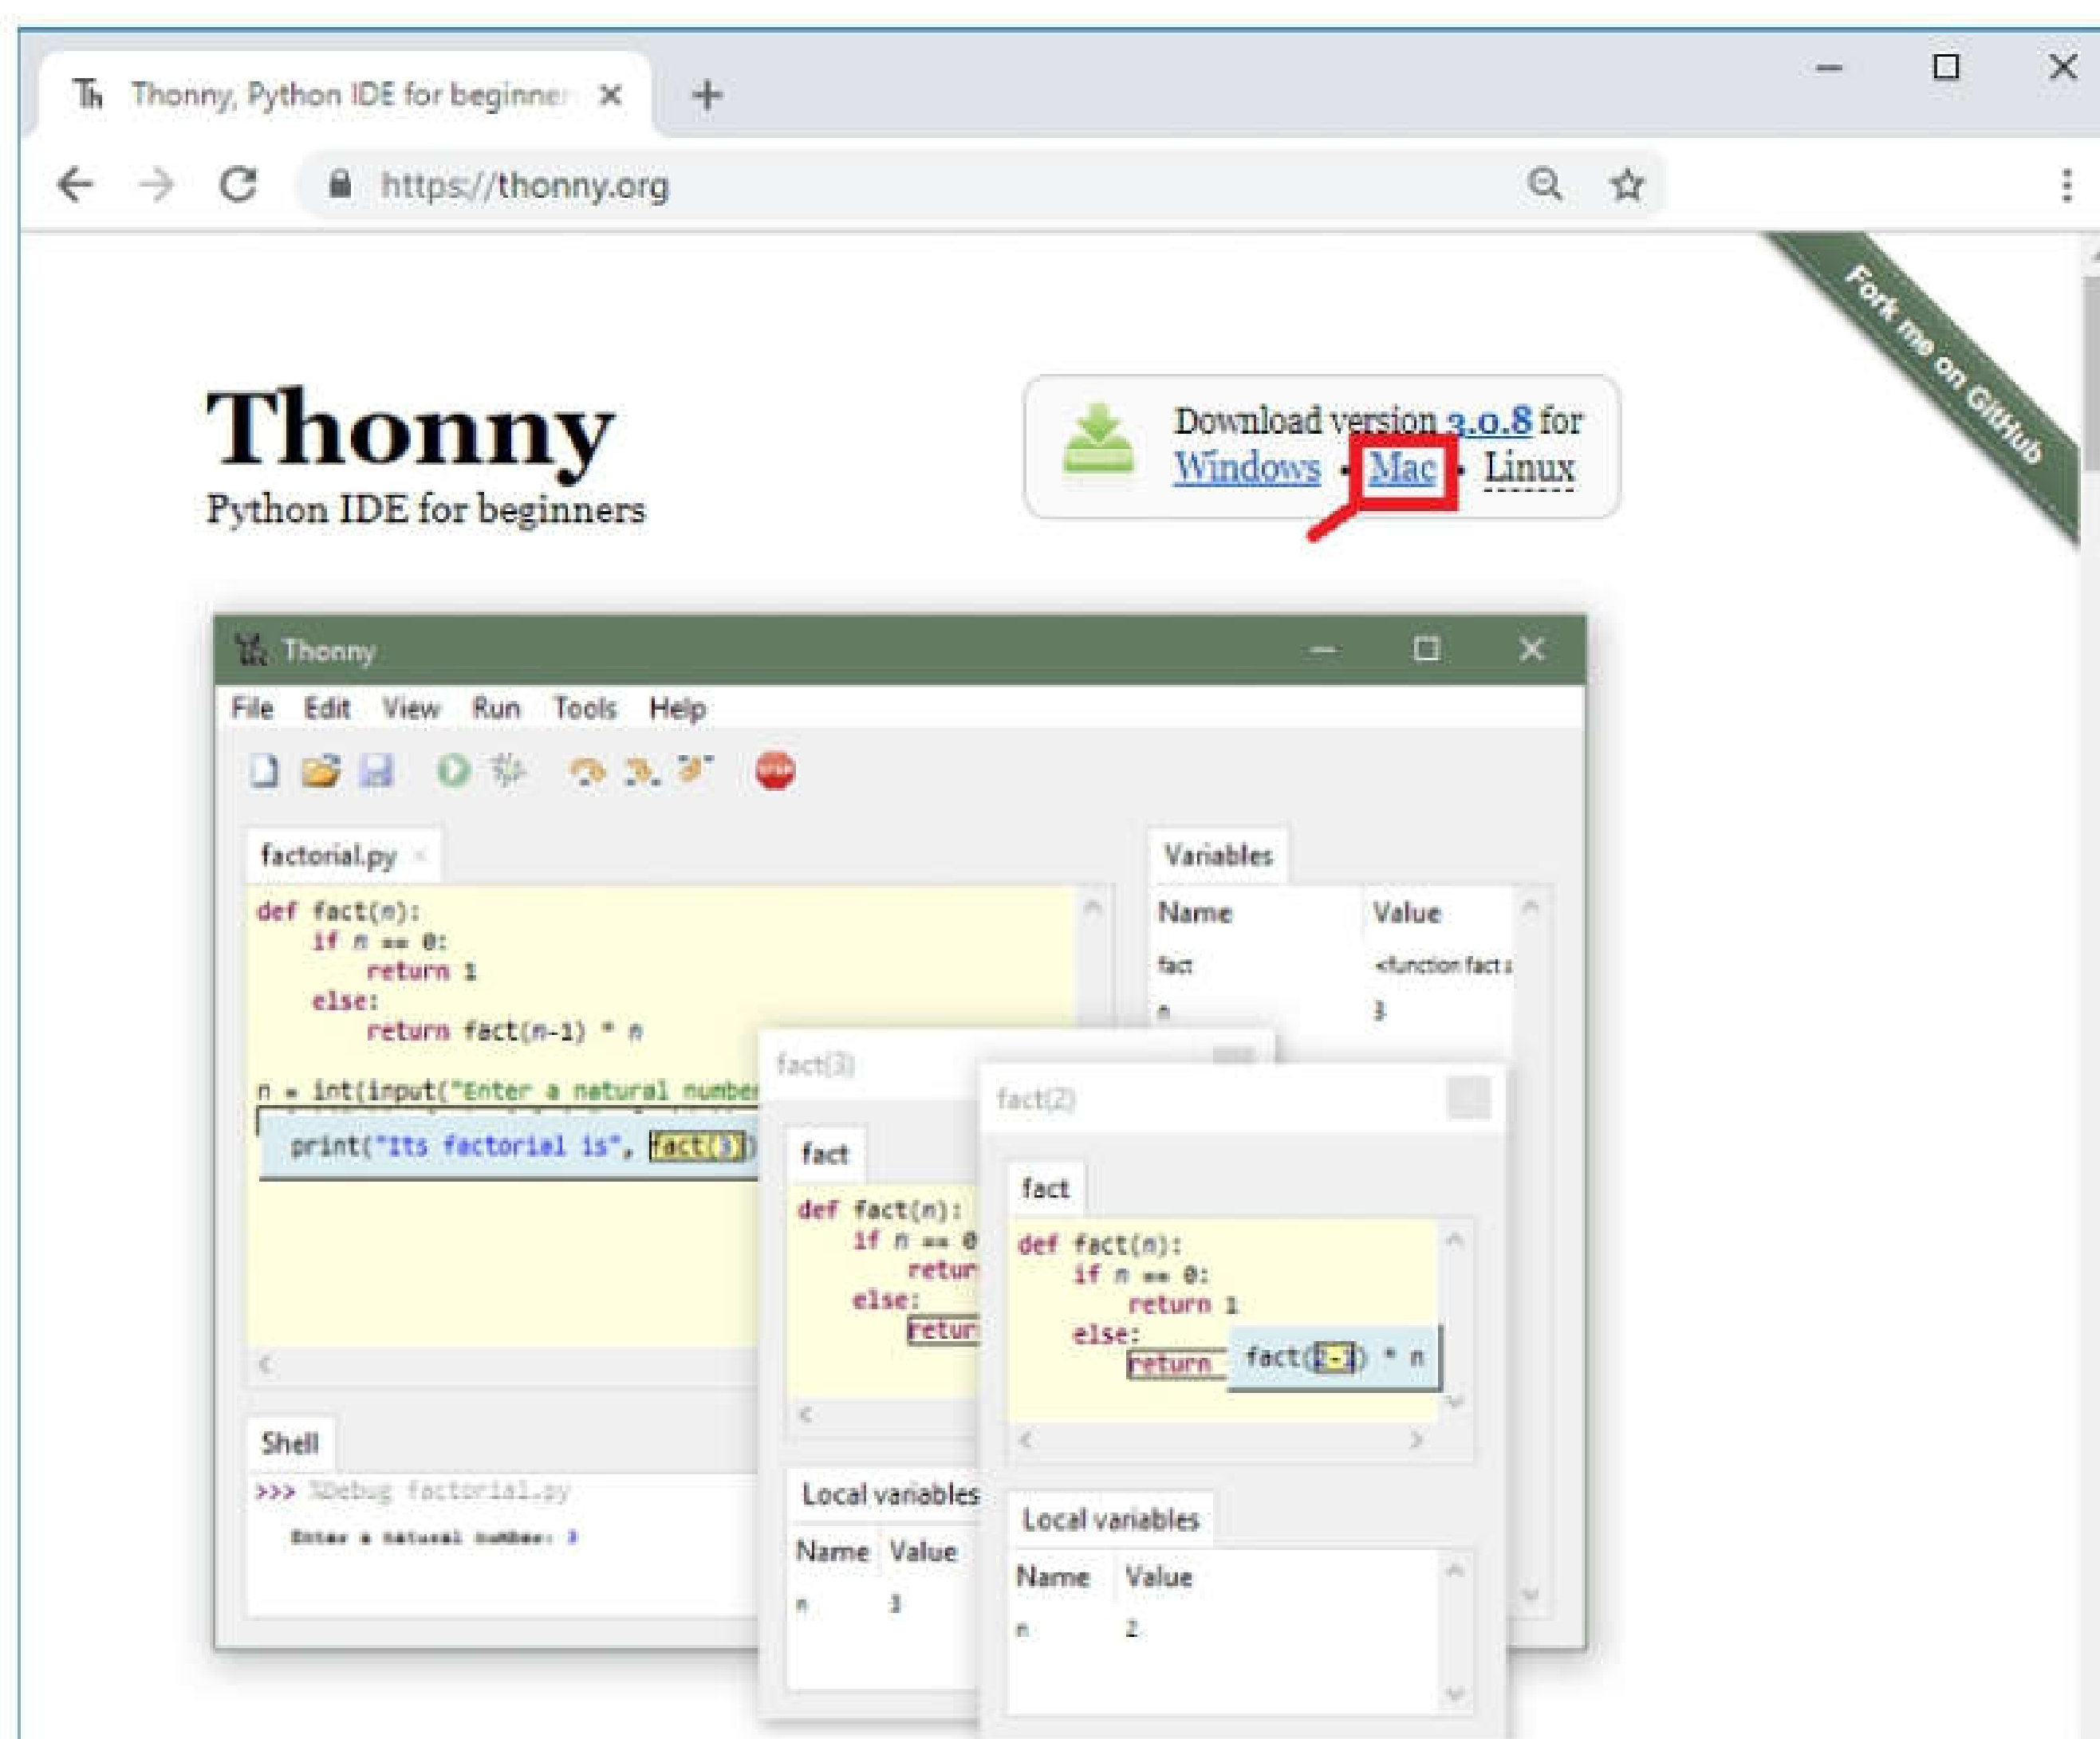 Th Thonny, Python IDE for beginner
https://thonny.org
Fork me on GitHub
Thonny
Python IDE for beginners
Download version 3.0.8 for
Windows • Mac • Linux
Thonny
File Edit View Run Tools Help
factorial.py
def fact(n):
    if n == 0:
        return 1
    else:
        return fact(n-1) * n
n = int(input("Enter a natural number
print("Its factorial is", fact(3))
Variables
Name Value
fact <function fact a
n 3
fact(3)
fact
def fact(n):
    if n == 0
        retur
    else:
        retur
Local variables
Name Value
n 3
fact(2)
fact
def fact(n):
    if n == 0:
        return 1
    else:
        return fact(2-1) * n
Local variables
Name Value
n 2
Shell
>>> %Debug factorial.py
Enter a natural number: 3